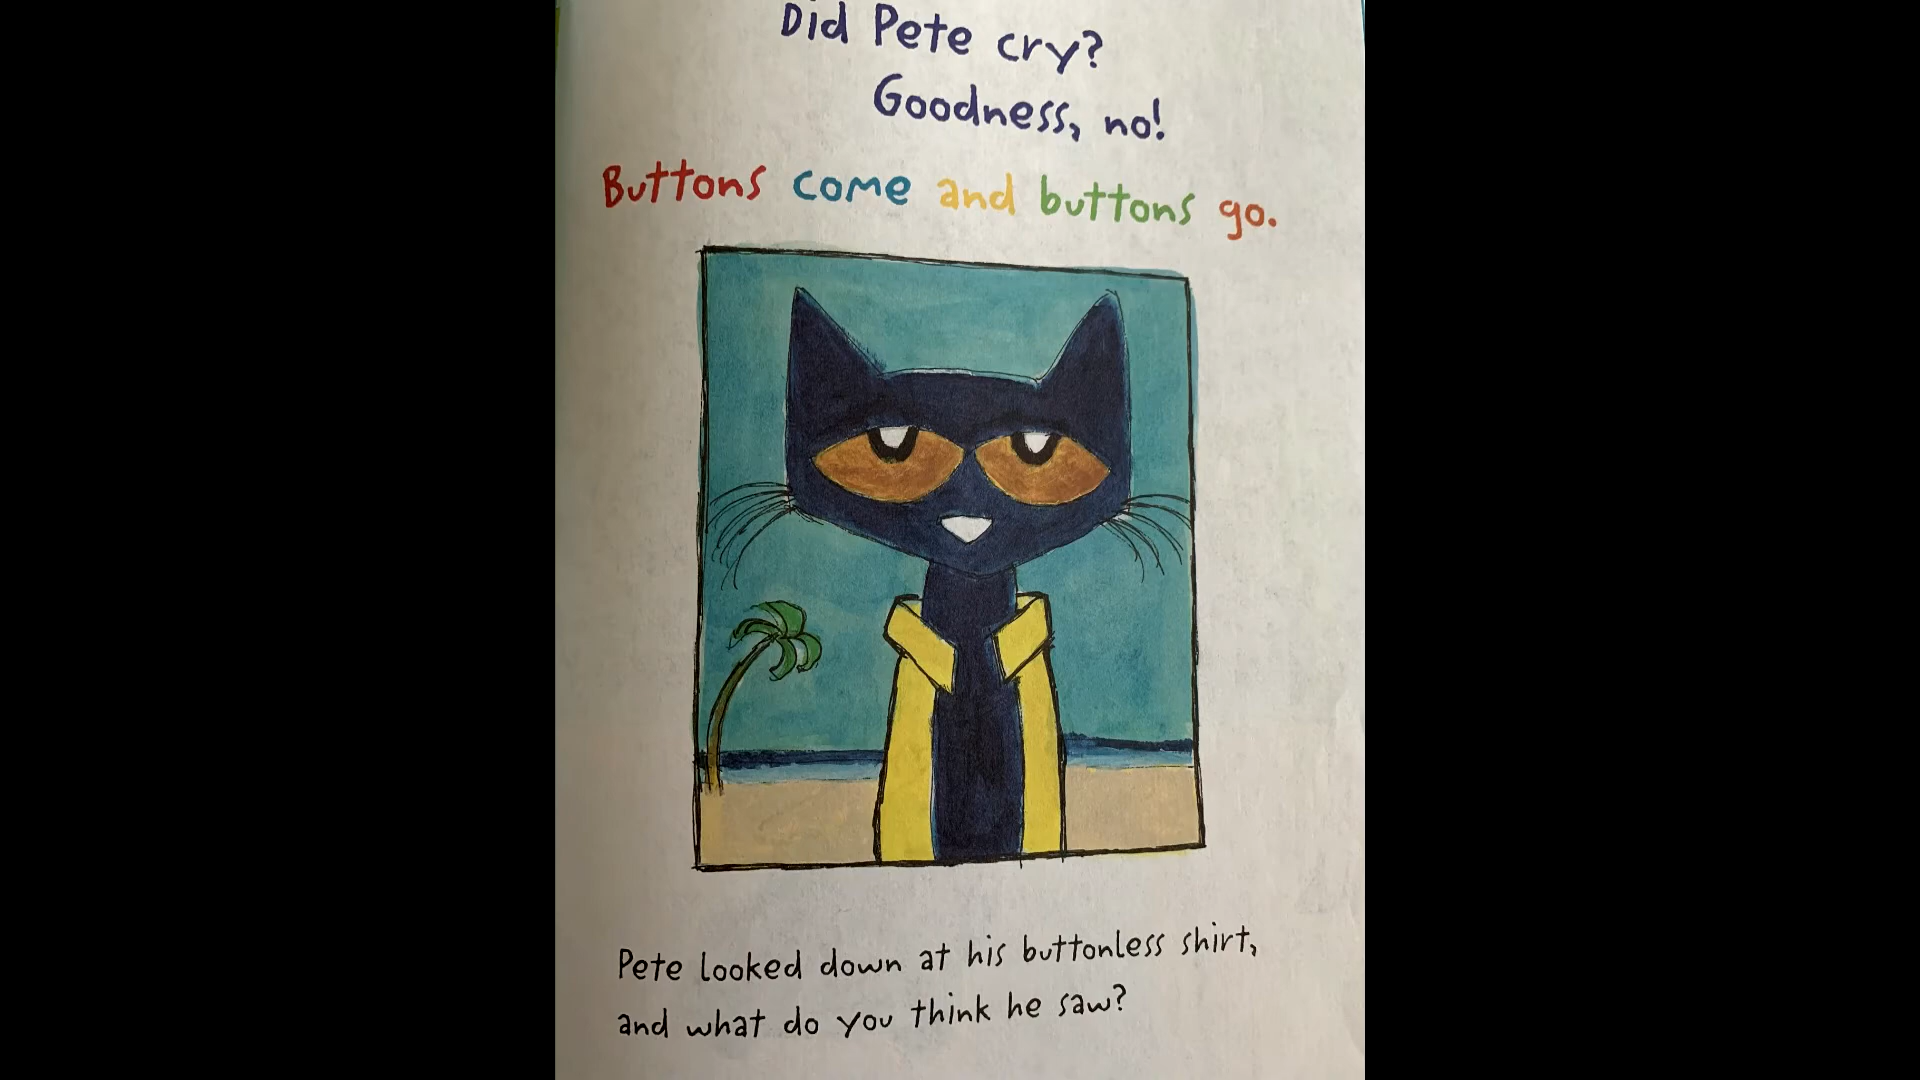 Did Pete cry?
Goodness, no!
Buttons come and buttons go.
Pete looked down at his buttonless shirt,
and what do you think he saw?